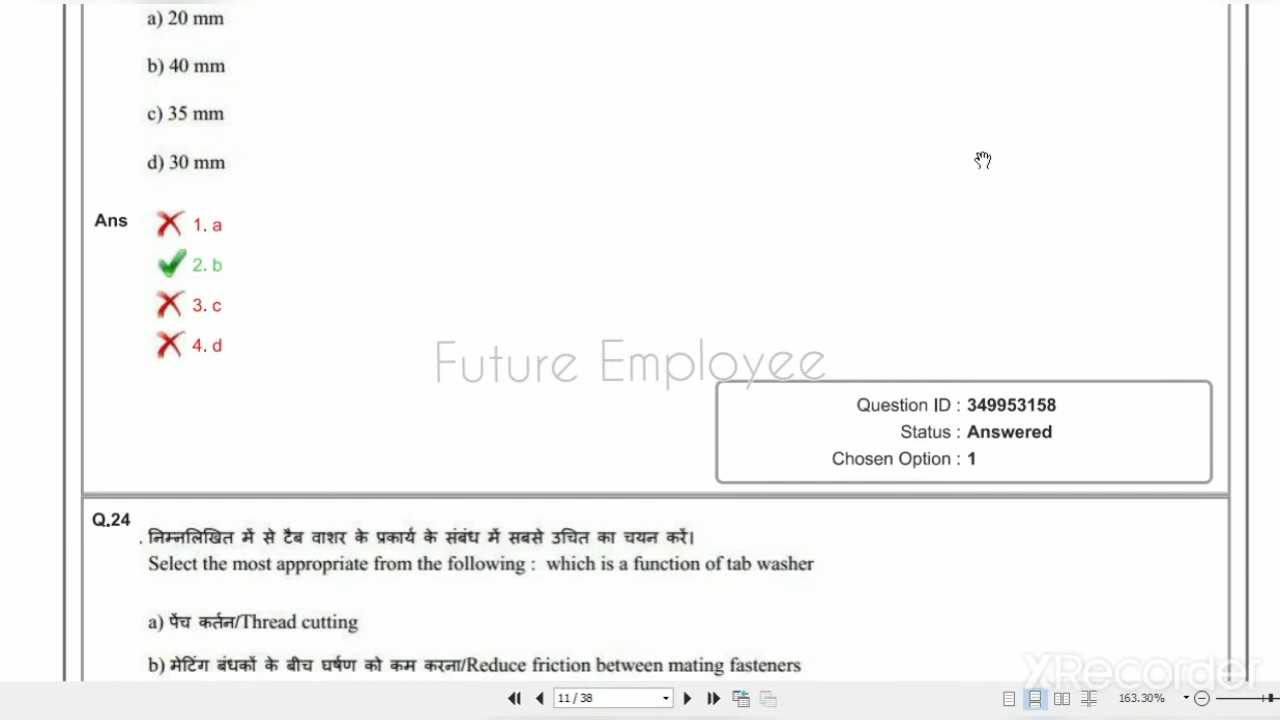 a) 20 mm
b) 40 mm
c) 35 mm
d) 30 mm
Ans
1. a
2. b
3. c
4. d
Future Employee
Question ID : 349953158
Status : Answered
Chosen Option : 1
Q.24
. निम्नलिखित में से टैब वाशर के प्रकार्य के संबंध में सबसे उचित का चयन करें।
Select the most appropriate from the following : which is a function of tab washer
a) पेंच कर्तन/Thread cutting
b) मेटिंग बंधकों के बीच घर्षण को कम करना/Reduce friction between mating fasteners
XRecorder
11 / 38
163.30%